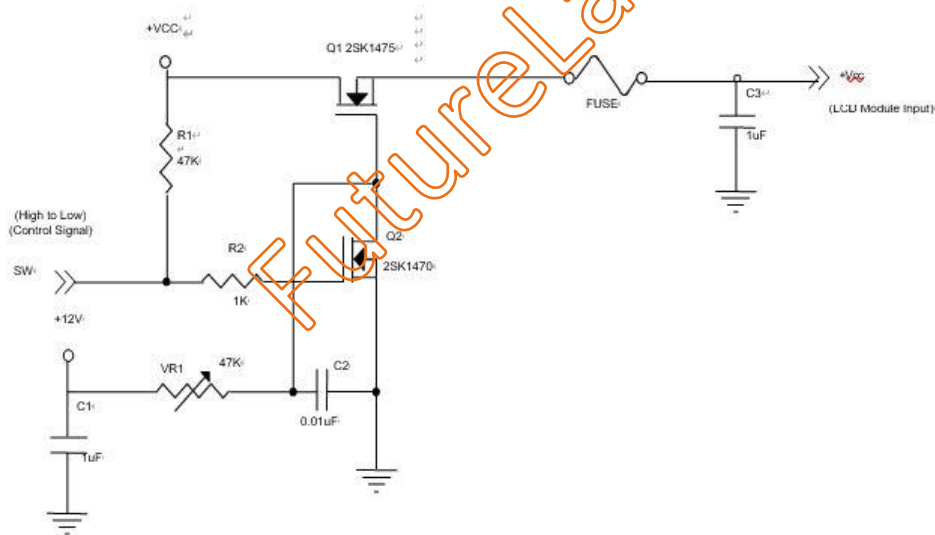 +VCC
Q1 2SK1475
FUSE
C3
+Vcc
(LCD Module Input)
1uF
R1
47K
(High to Low)
(Control Signal)
SW
R2
1K
Q2
2SK1470
+12V
VR1
47K
C2
0.01uF
C1
1uF
FutureLa